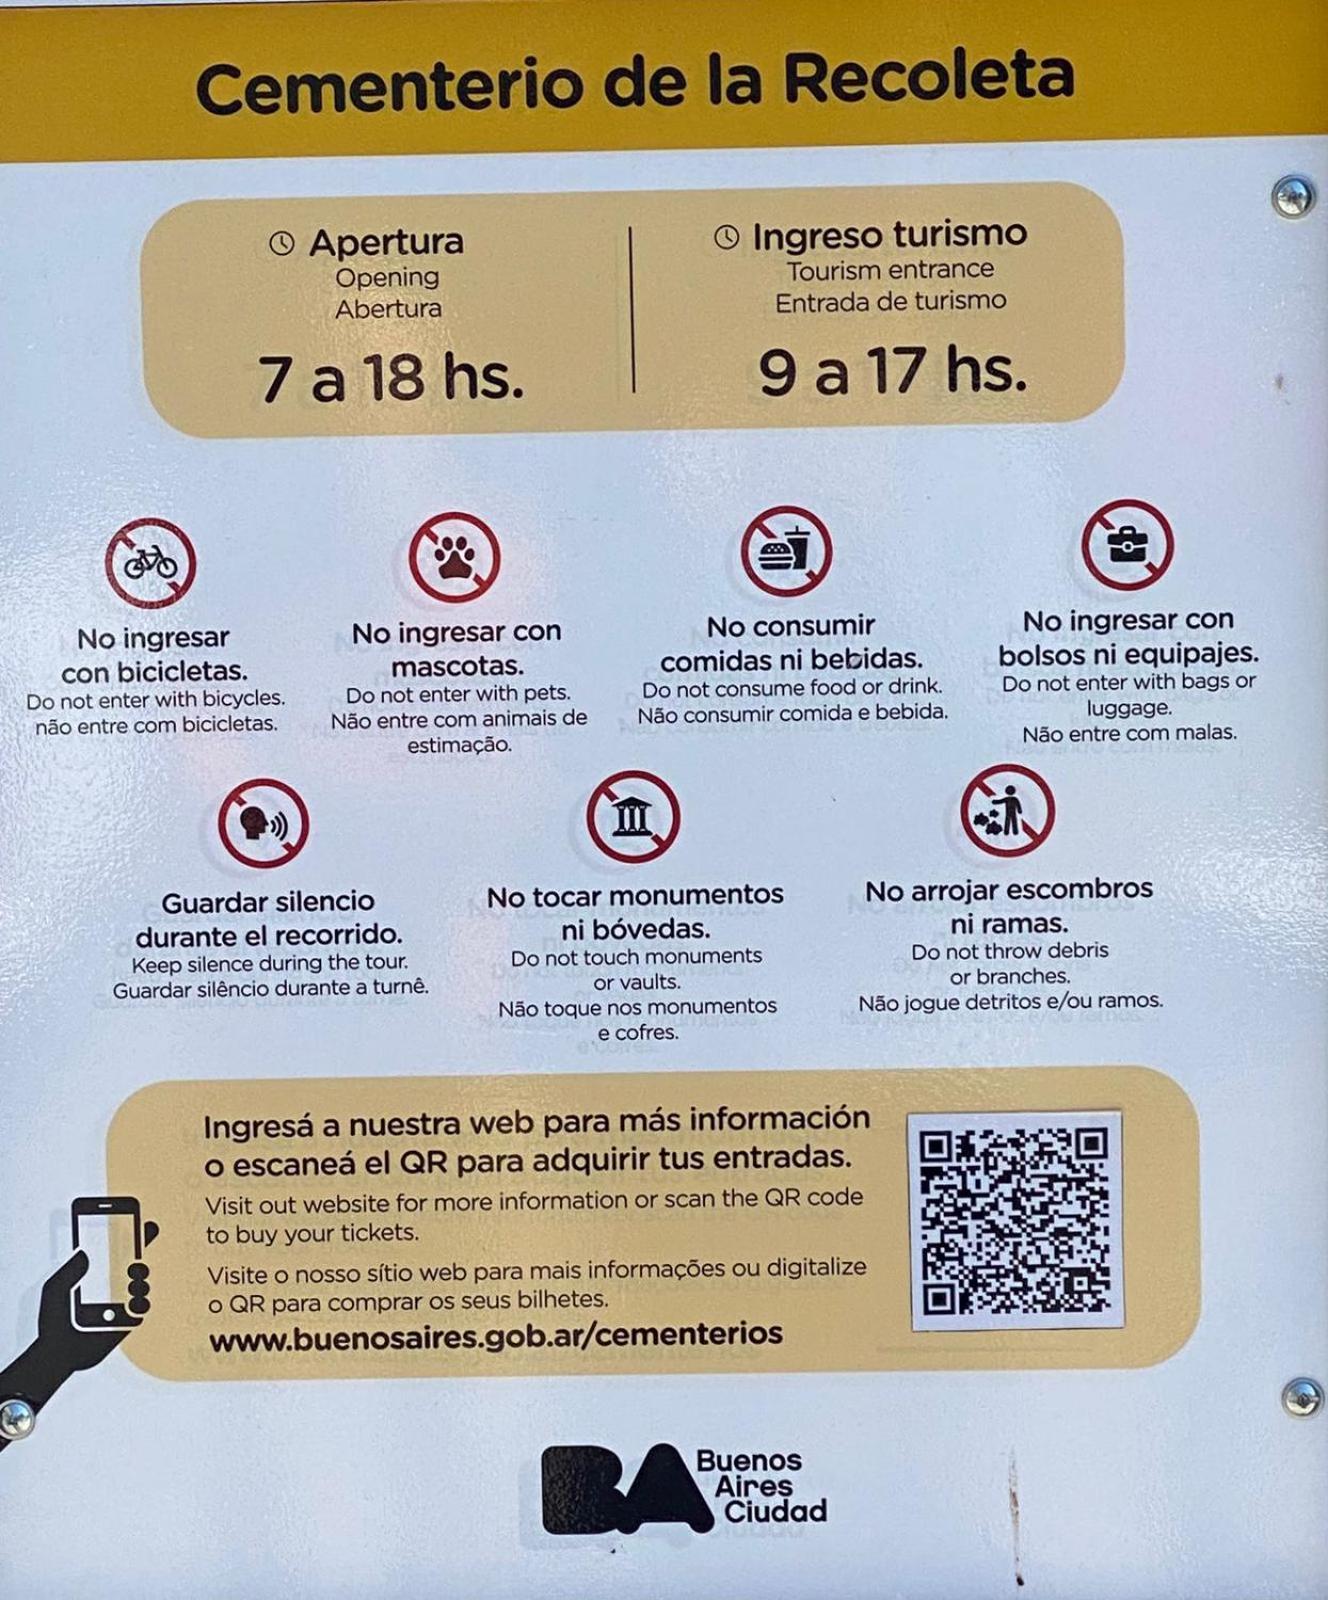 Cementerio de la Recoleta
Apertura
Opening
Abertura
7 a 18 hs.
Ingreso turismo
Tourism entrance
Entrada de turismo
9 a 17 hs.
No ingresar
con bicicletas.
Do not enter with bicycles.
não entre com bicicletas.
No ingresar con
mascotas.
Do not enter with pets.
Não entre com animais de
estimação.
No consumir
comidas ni bebidas.
Do not consume food or drink.
Não consumir comida e bebida.
No ingresar con
bolsos ni equipajes.
Do not enter with bags or
luggage.
Não entre com malas.
Guardar silencio
durante el recorrido.
Keep silence during the tour.
Guardar silêncio durante a turnê.
No tocar monumentos
ni bóvedas.
Do not touch monuments
or vaults.
Não toque nos monumentos
e cofres.
No arrojar escombros
ni ramas.
Do not throw debris
or branches.
Não jogue detritos e/ou ramos.
Ingresá a nuestra web para más información
o escaneá el QR para adquirir tus entradas.
Visit out website for more information or scan the QR code
to buy your tickets.
Visite o nosso sítio web para mais informações ou digitalize
o QR para comprar os seus bilhetes.
www.buenosaires.gob.ar/cementerios
BA
Buenos
Aires
Ciudad